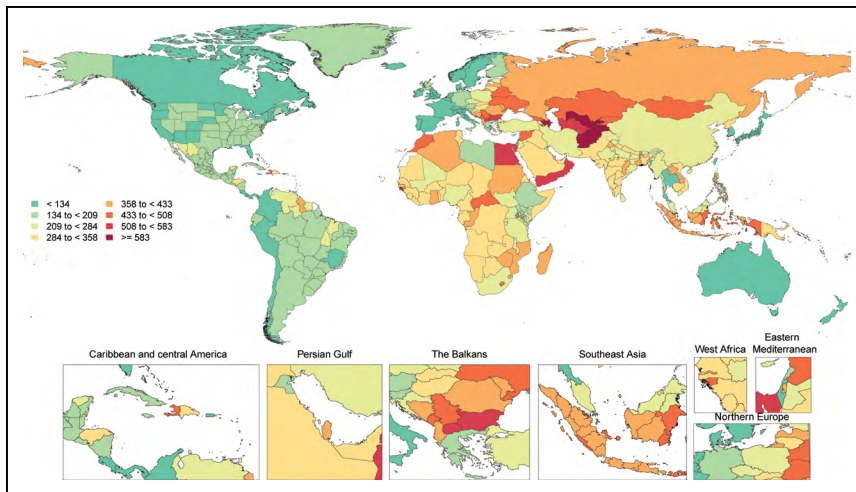 < 134
134 to < 209
209 to < 284
284 to < 358
358 to < 433
433 to < 508
508 to < 583
>= 583
Caribbean and central America
Persian Gulf
The Balkans
Southeast Asia
West Africa
Eastern
Mediterranean
Northern Europe